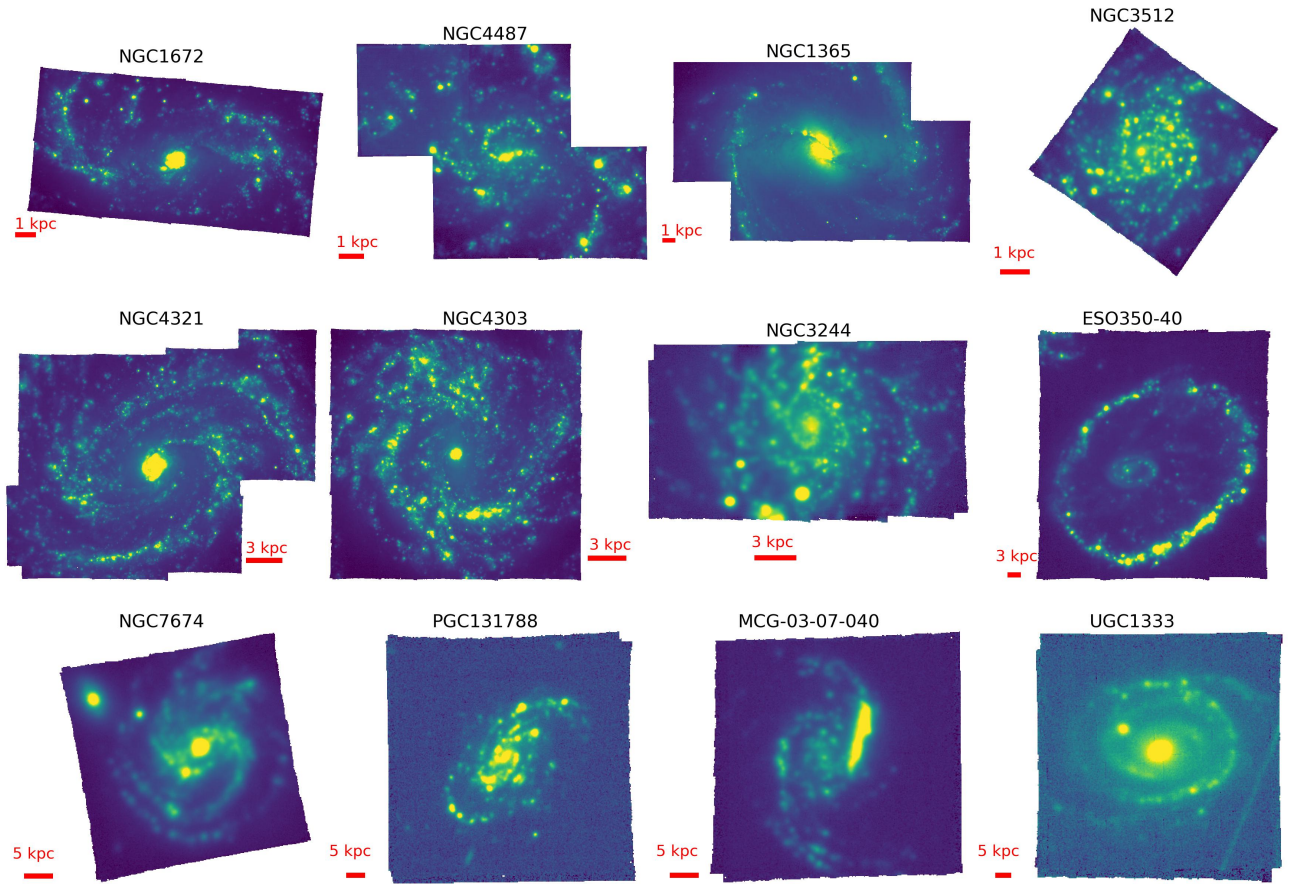 NGC1672
NGC4487
NGC1365
NGC3512
1 kpc
1 kpc
1 kpc
1 kpc
NGC4321
NGC4303
NGC3244
ESO350-40
3 kpc
3 kpc
3 kpc
3 kpc
NGC7674
PGC131788
MCG-03-07-040
UGC1333
5 kpc
5 kpc
5 kpc
5 kpc